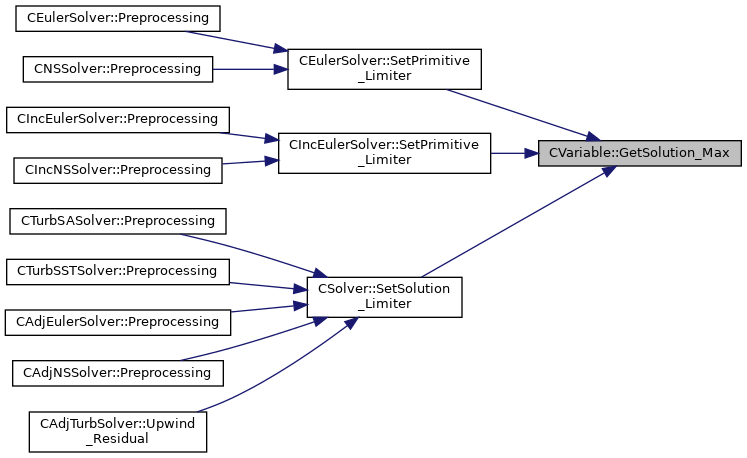 CEulerSolver::Preprocessing
CNSSolver::Preprocessing
CIncEulerSolver::Preprocessing
CIncNSSolver::Preprocessing
CTurbSASolver::Preprocessing
CTurbSSTSolver::Preprocessing
CAdjEulerSolver::Preprocessing
CAdjNSSolver::Preprocessing
CAdjTurbSolver::Upwind
_Residual
CEulerSolver::SetPrimitive
_Limiter
CIncEulerSolver::SetPrimitive
_Limiter
CSolver::SetSolution
_Limiter
CVariable::GetSolution_Max